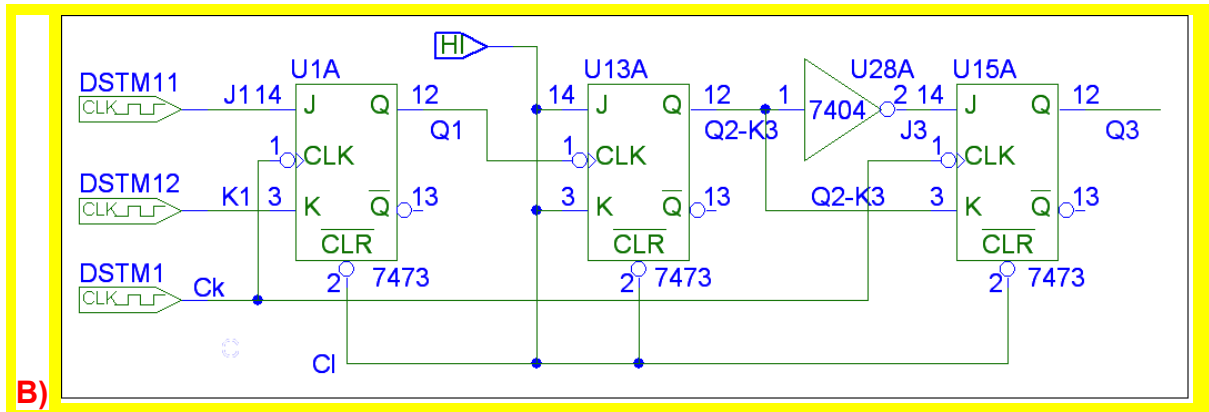 HI
U1A U13A U28A U15A
DSTM11
CLK
J1 14 J Q 12 14 J Q 12 1 7404 2 14 J Q 12
Q1 Q2-K3 J3 Q3
1 CLK 1 CLK 1 CLK
DSTM12
CLK
K1 3 K Q 13 3 K Q 13 Q2-K3 3 K Q 13
CLR CLR CLR
DSTM1
CLK
Ck
2 7473 2 7473 2 7473
Cl
B)